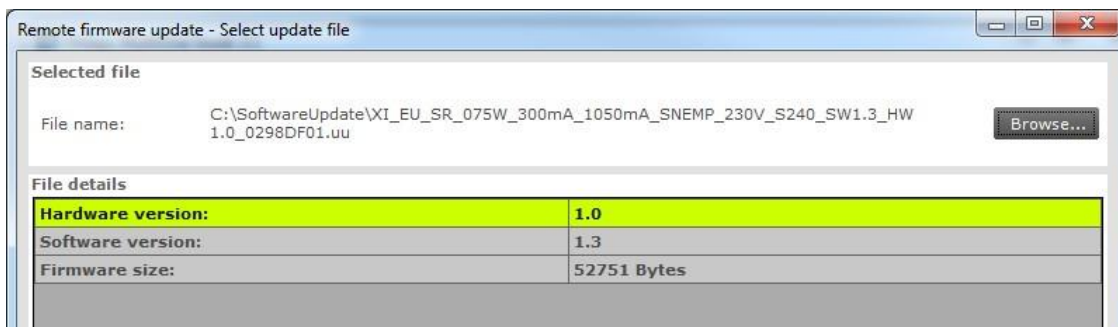 Remote firmware update - Select update file
Selected file
File name:
C:\SoftwareUpdate\XI_EU_SR_075W_300mA_1050mA_SNEMP_230V_S240_SW1.3_HW
1.0_0298DF01.uu
Browse...
File details
Hardware version: 1.0
Software version: 1.3
Firmware size: 52751 Bytes